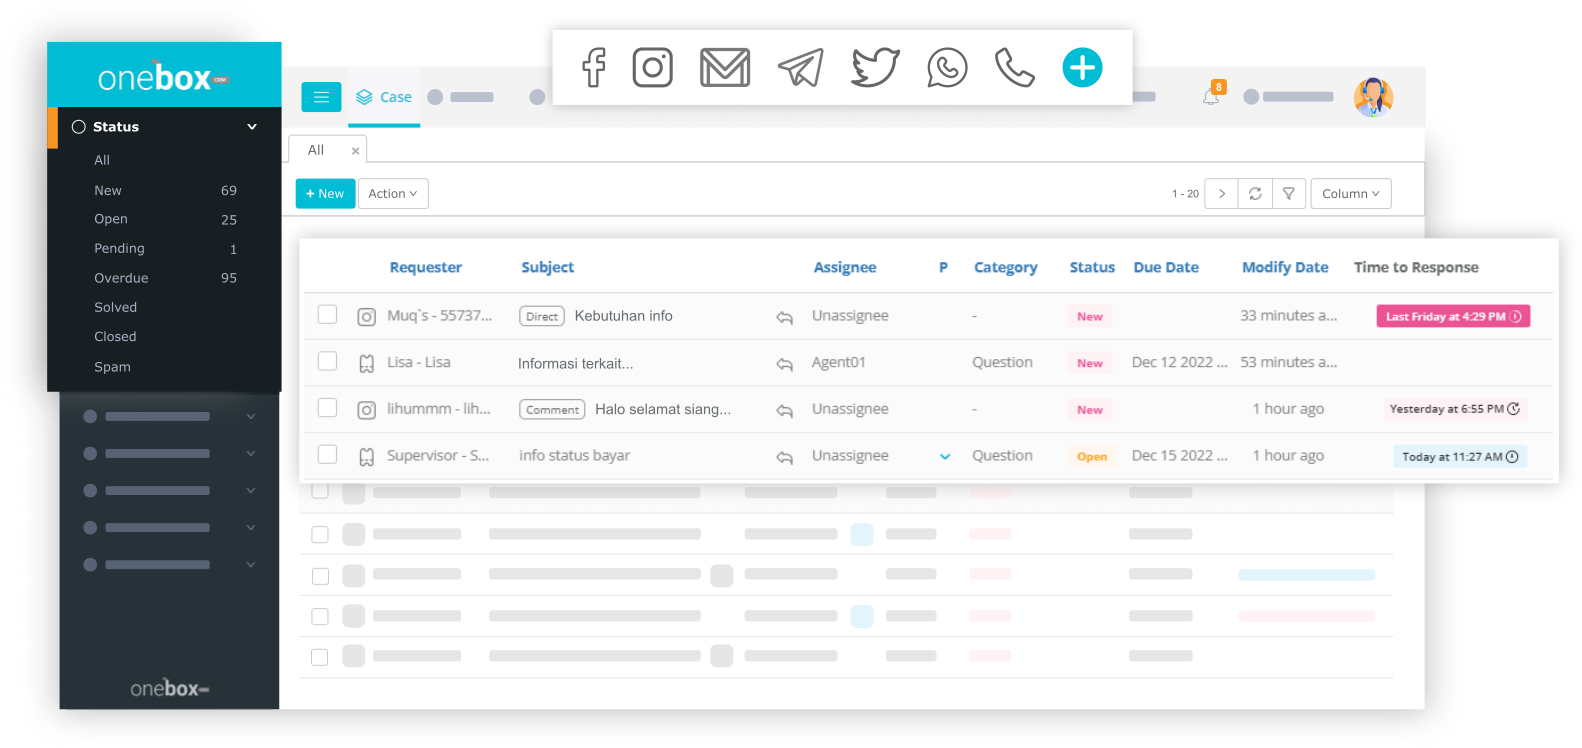 onebox CRM
Status
All
New 69
Open 25
Pending 1
Overdue 95
Solved
Closed
Spam
onebox
Case
8
All ×
+ New Action
1 - 20 Column
Requester Subject Assignee P Category Status Due Date Modify Date Time to Response
Muq`s - 55737... Direct Kebutuhan info Unassignee - New 33 minutes a... Last Friday at 4:29 PM
Lisa - Lisa Informasi terkait... Agent01 Question New Dec 12 2022 ... 53 minutes a...
lihummm - lih... Comment Halo selamat siang... Unassignee - New 1 hour ago Yesterday at 6:55 PM
Supervisor - S... info status bayar Unassignee Question Open Dec 15 2022 ... 1 hour ago Today at 11:27 AM